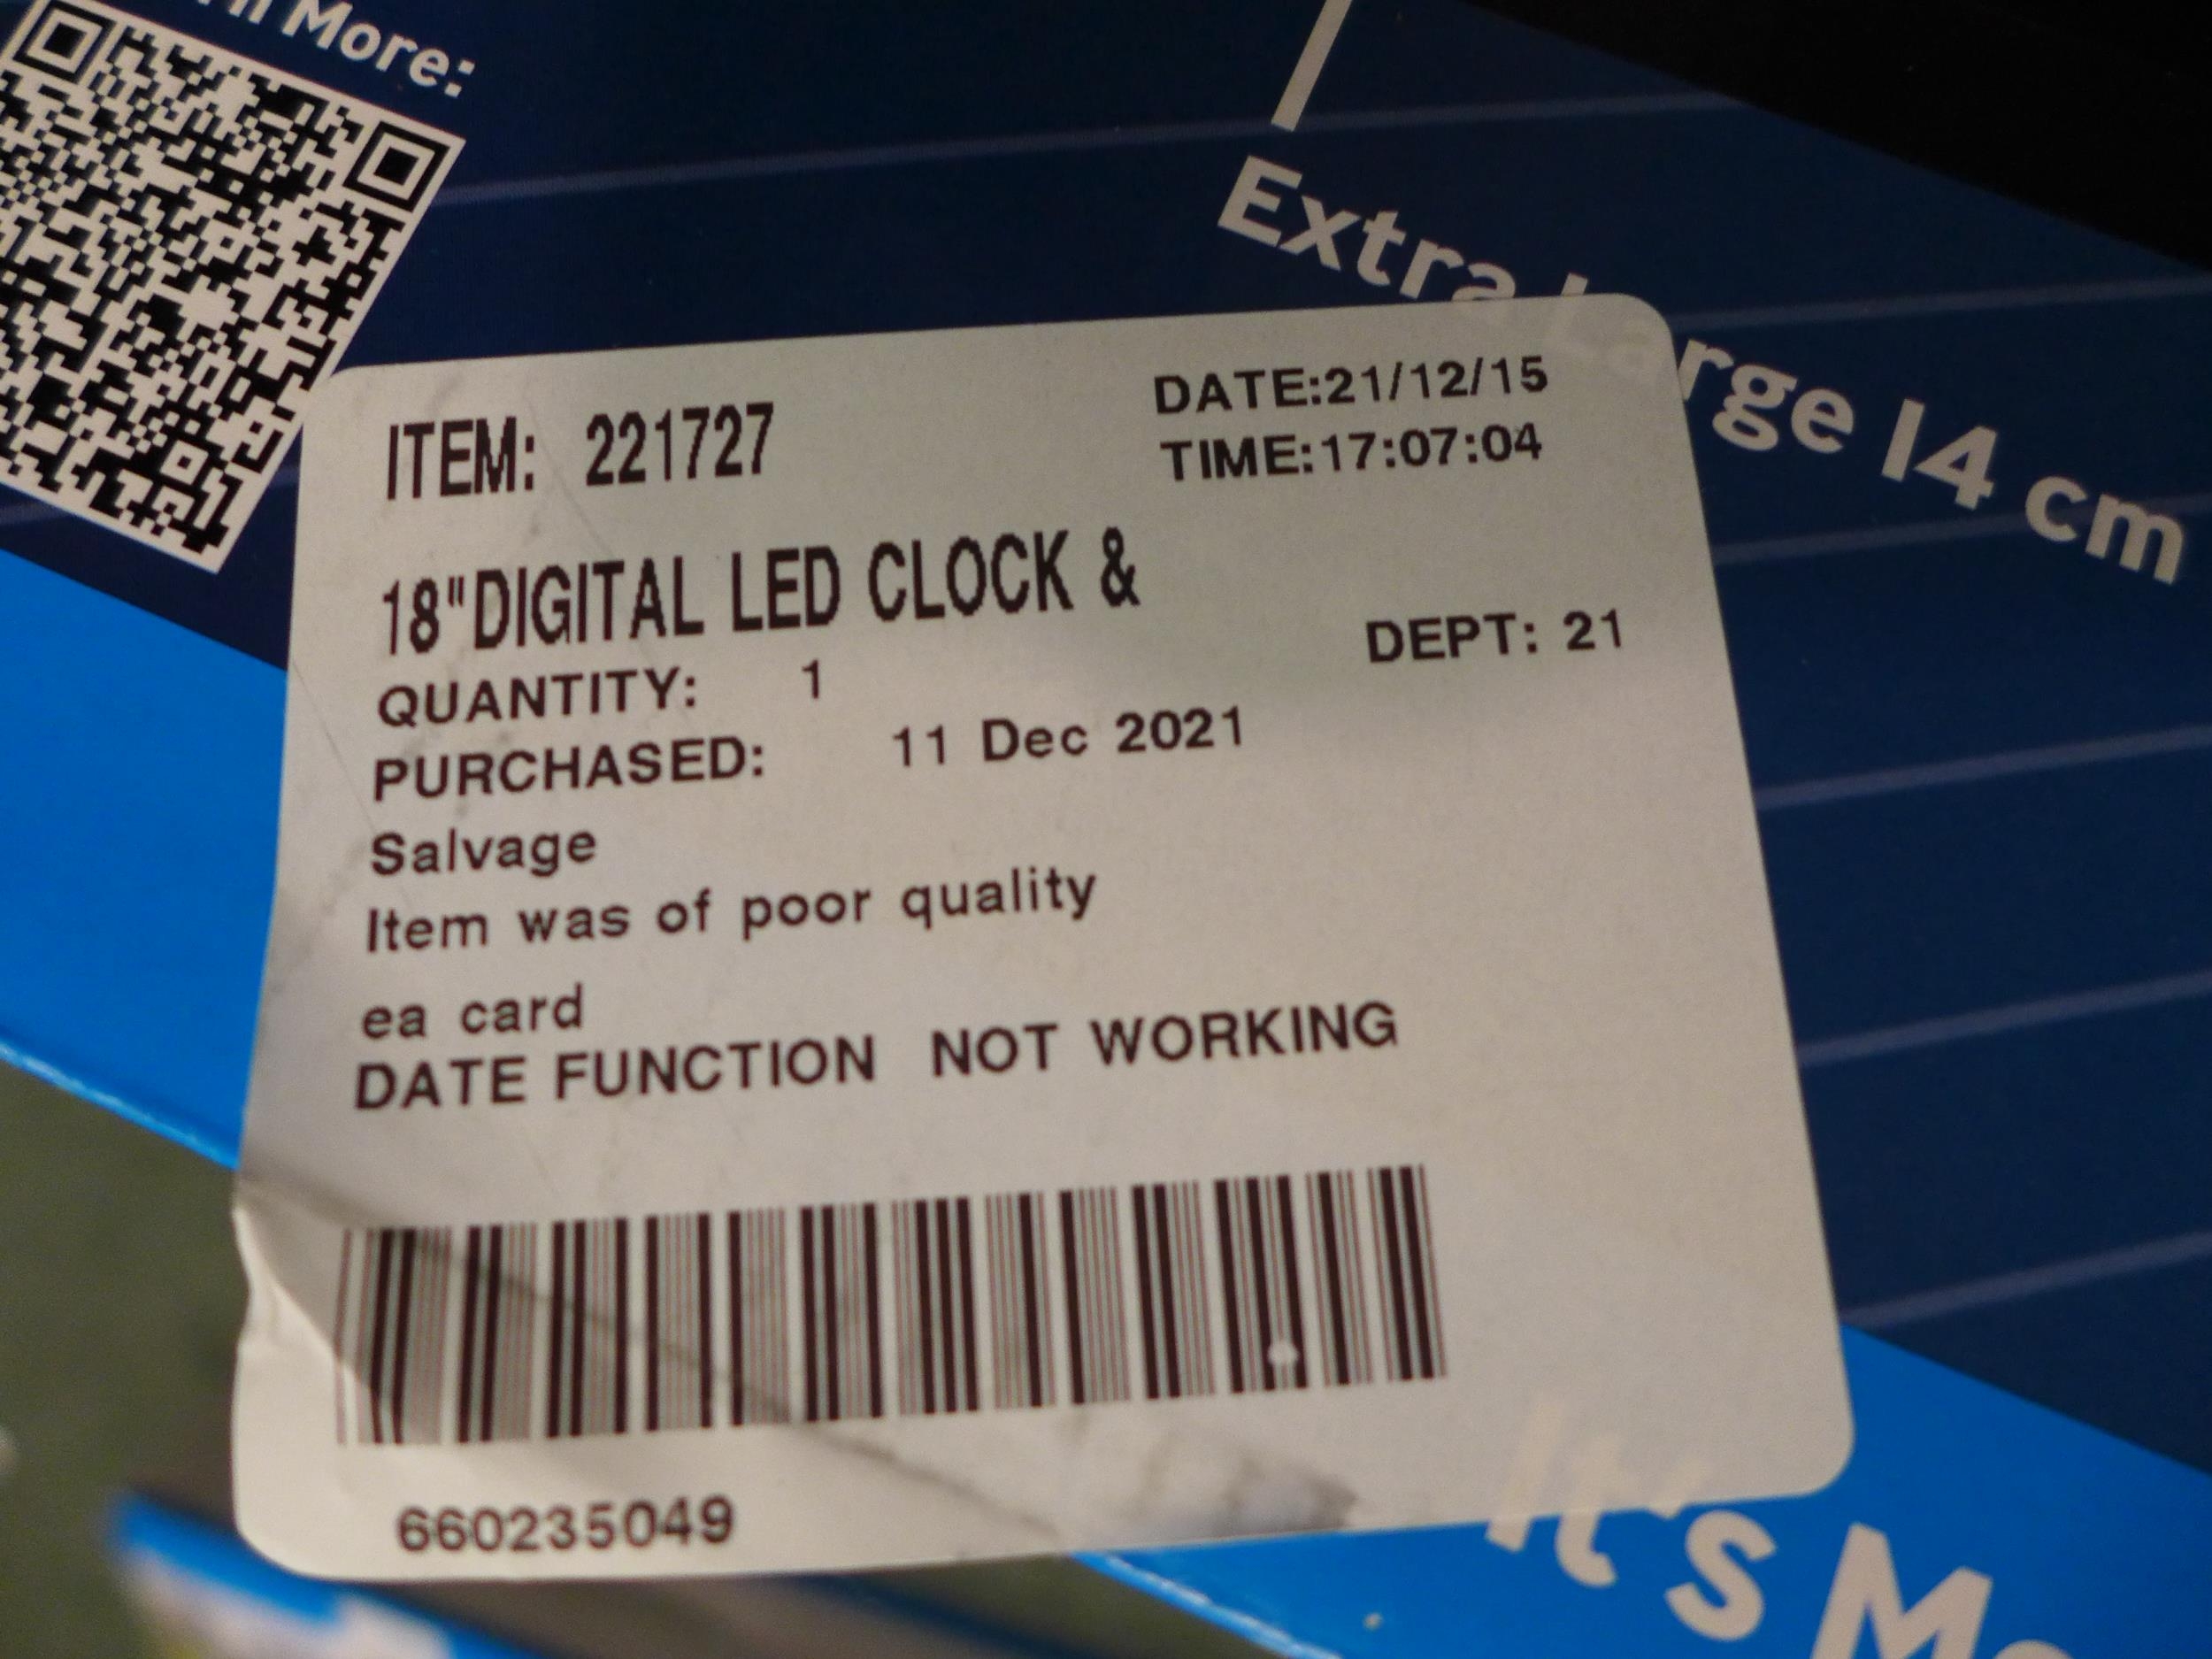 More:
Extra Large 14 cm
ITEM: 221727
DATE:21/12/15
TIME:17:07:04
18"DIGITAL LED CLOCK &
DEPT: 21
QUANTITY: 1
PURCHASED: 11 Dec 2021
Salvage
Item was of poor quality
ea card
DATE FUNCTION NOT WORKING
660235049
It's